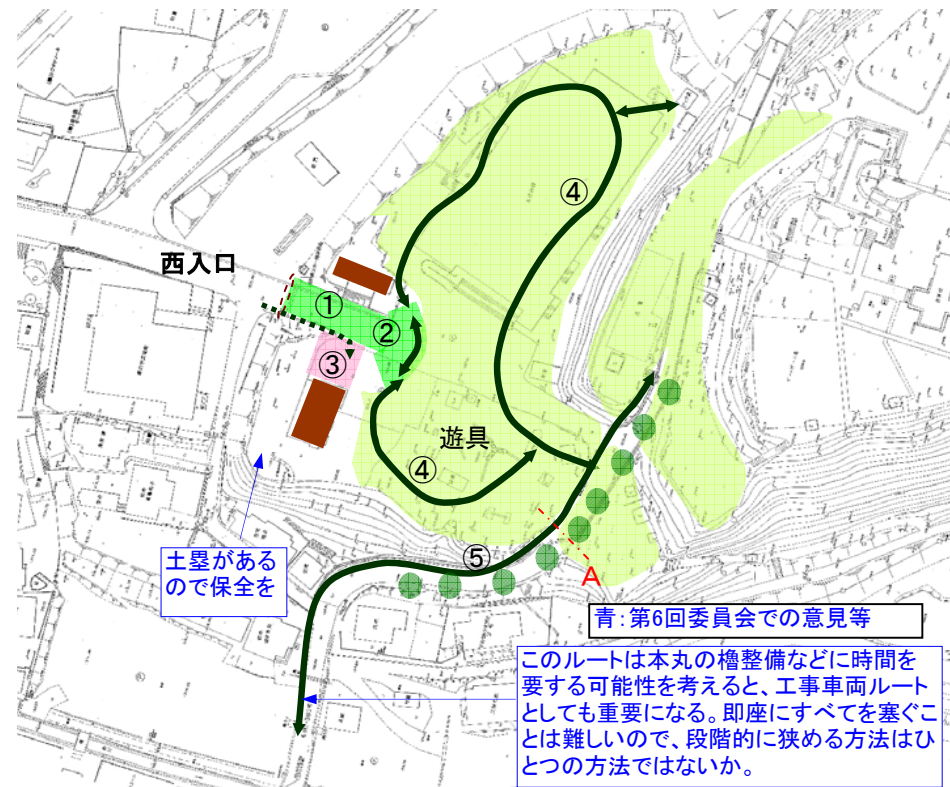 ④
西入口
①
②
③
遊具
④
⑤
土塁がある
ので保全を
A
青：第6回委員会での意見等
このルートは本丸の櫓整備などに時間を
要する可能性を考えると、工事車両ルート
としても重要になる。即座にすべてを塞ぐこ
とは難しいので、段階的に狭める方法はひ
とつの方法ではないか。